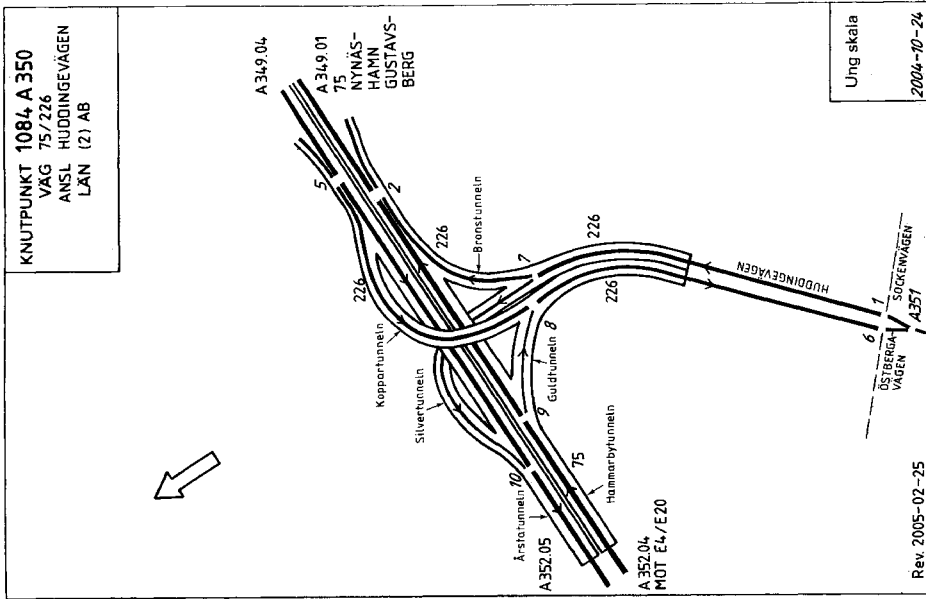 KNUTPUNKT 1084 A 350
VÄG 75/226
ANSL HUDDINGEVÄGEN
LÄN (2) AB
A 349.04
A 349.01
75
NYNÄS-
HAMN
GUSTAVS-
BERG
5
2
226
226
Koppartunneln
Bronstunneln
Silvertunneln
7
226
226
8
Guldtunneln
9
10
Årstatunneln
75
Hammarbytunneln
A 352.05
A 352.04
MOT E4/E20
HUDDINGEVÄGEN
1
6
SOCKENVÄGEN
ÖSTBERGA-
VÄGEN
A351
Ung skala
2004-10-24
Rev. 2005-02-25